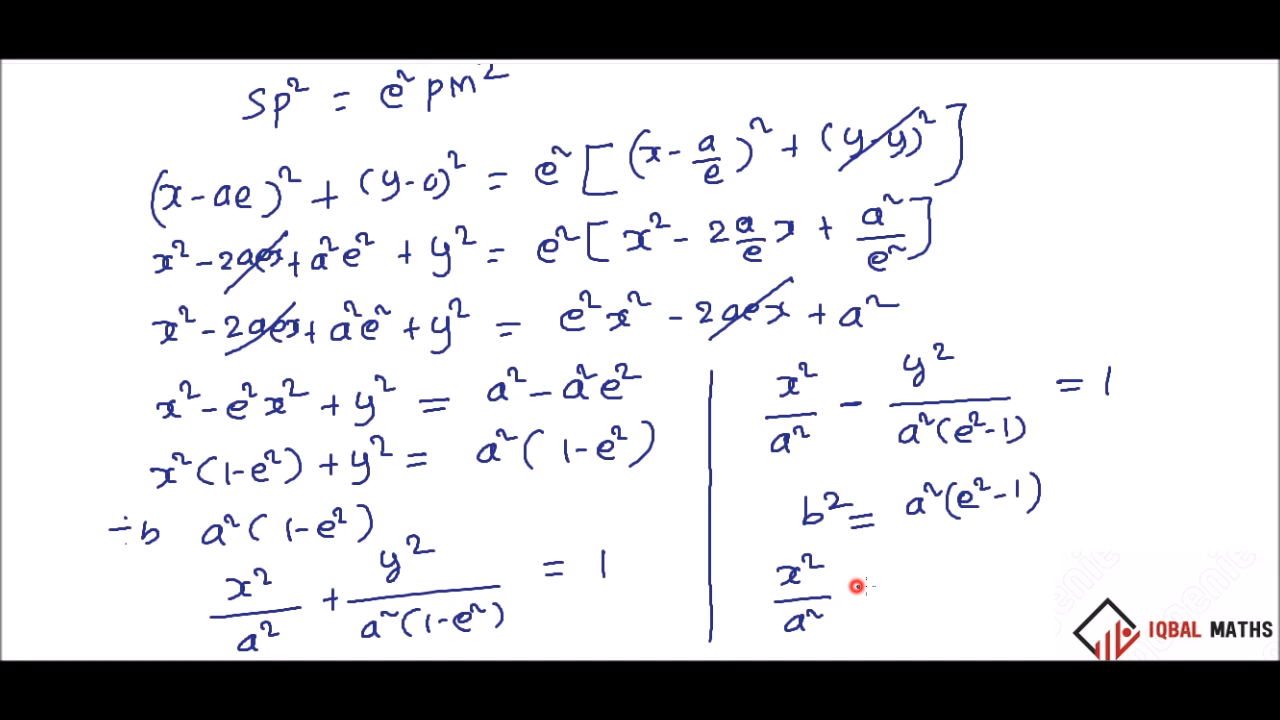 SP² = e² PM²
(x-ae)² + (y-0)² = e² [ (x - a/e)² + (y-y)² ]
x² - 2aex + a²e² + y² = e² [ x² - 2 a/e x + a²/e² ]
x² - 2aex + a²e² + y² = e²x² - 2aex + a²
x² - e²x² + y² = a² - a²e²
x²(1-e²) + y² = a²(1-e²)
÷b a²(1-e²)
x²/a² + y²/a²(1-e²) = 1
x²/a² - y²/a²(e²-1) = 1
b² = a²(e²-1)
x²/a² -
IQBAL MATHS